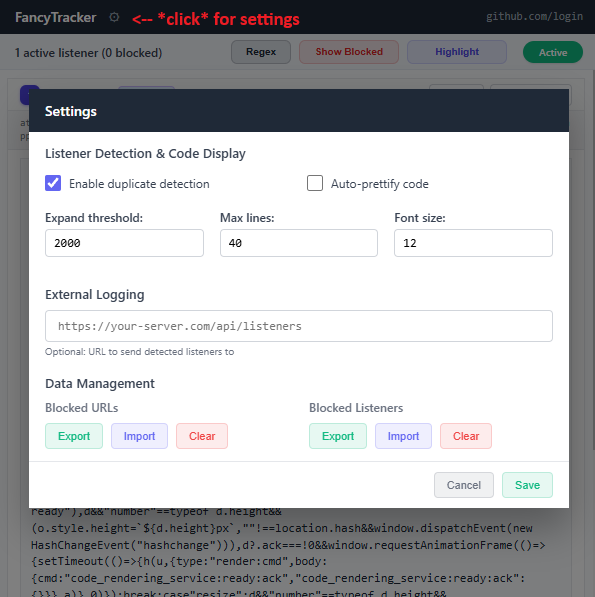 FancyTracker ⚙ <-- *click* for settings github.com/login
1 active listener (0 blocked) Regex Show Blocked Highlight Active
Settings
Listener Detection & Code Display
Enable duplicate detection Auto-prettify code
Expand threshold: Max lines: Font size:
2000 40 12
External Logging
https://your-server.com/api/listeners
Optional: URL to send detected listeners to
Data Management
Blocked URLs Blocked Listeners
Export Import Clear Export Import Clear
Cancel Save
ready"),d&&"number"==typeof d.height&&
(o.style.height=`${d.height}px`,""!==location.hash&&window.dispatchEvent(new
HashChangeEvent("hashchange"))),d?.ack===!0&&window.requestAnimationFrame(()=>
{setTimeout(()=>{h(u,{type:"render:cmd",body:
{cmd:"code_rendering_service:ready:ack","code_rendering_service:ready:ack":
{}}},a)},0)});break;case"resize":d&&"number"==typeof d.height&&